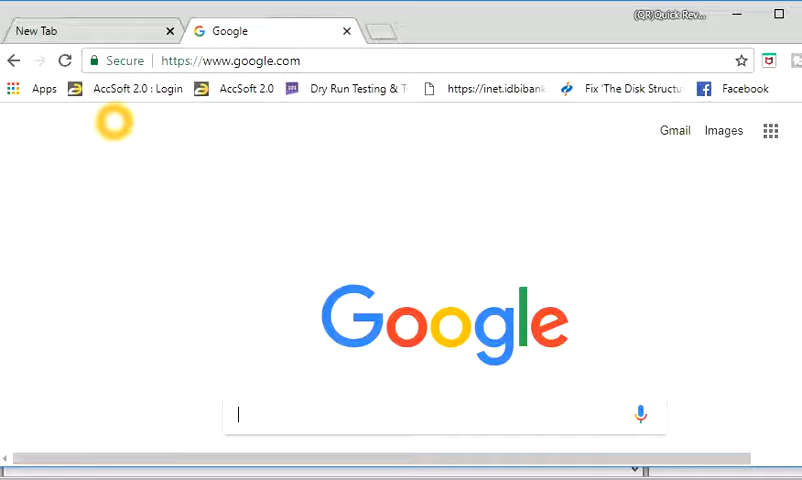 New Tab
Google
(QR)Quick Rev...
Secure
https://www.google.com
Apps
AccSoft 2.0 : Login
AccSoft 2.0
Dry Run Testing &
https://inet.idbibank
Fix 'The Disk Structu
Facebook
Gmail
Images
Google